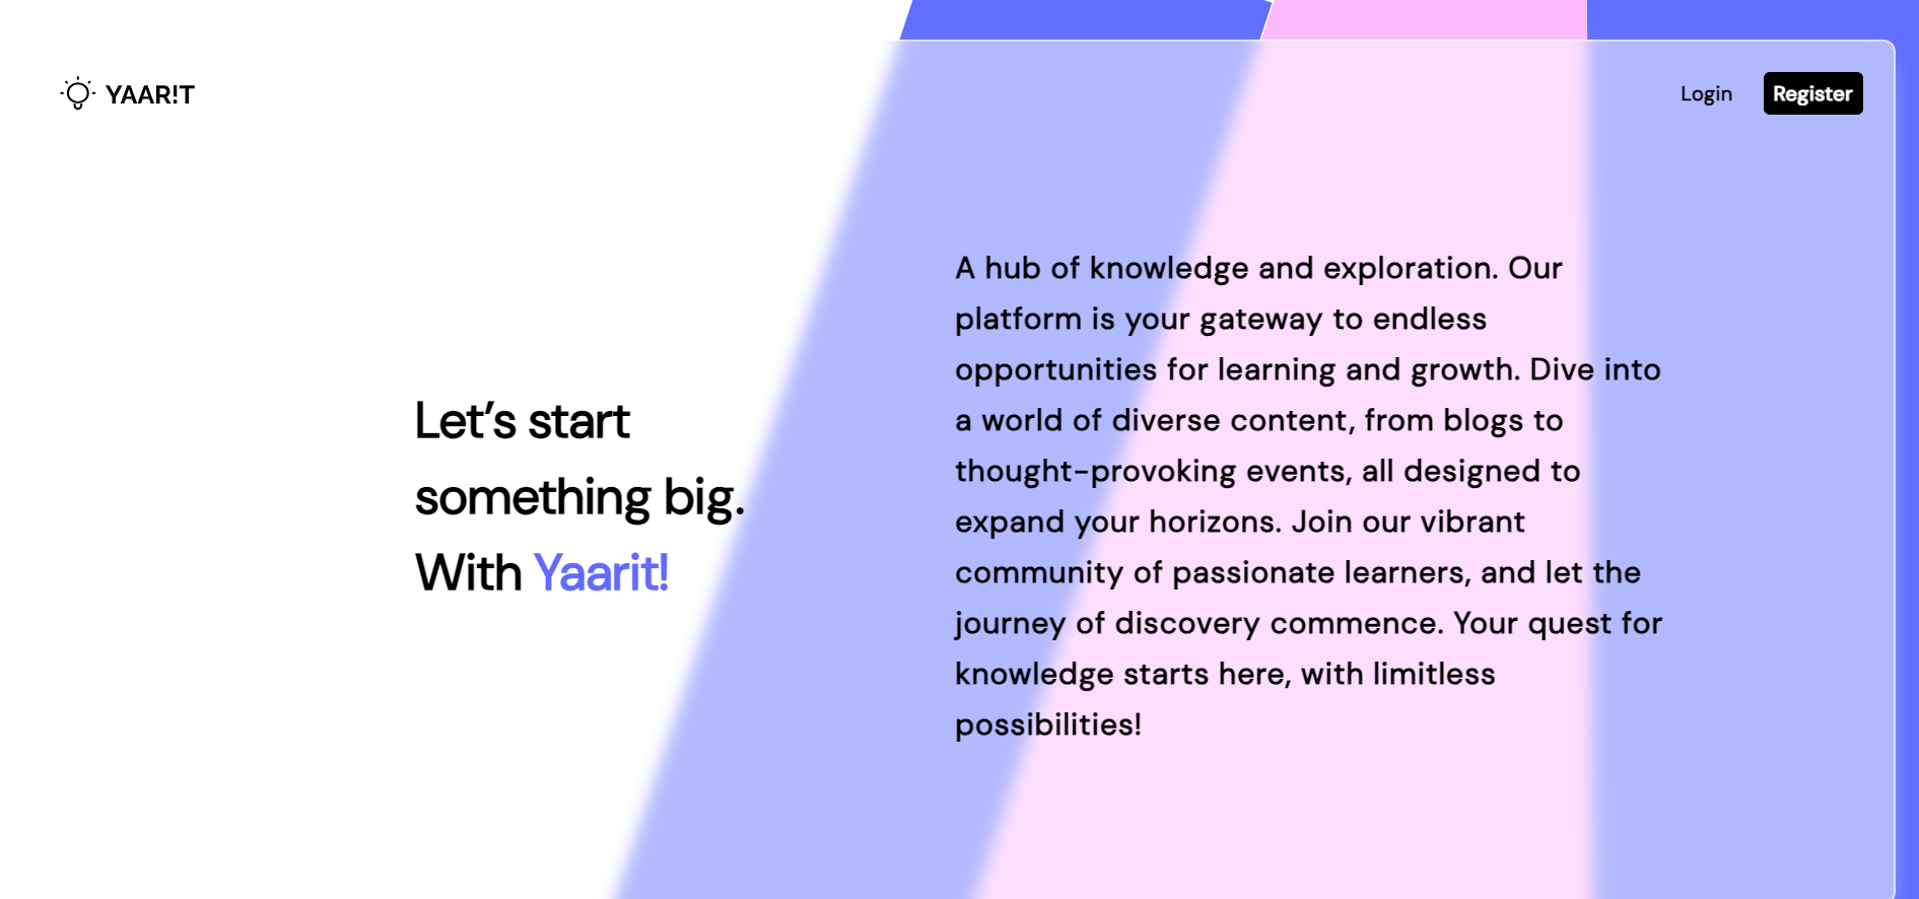 YAAR!T
Login
Register
Let’s start
something big.
With Yaarit!
A hub of knowledge and exploration. Our
platform is your gateway to endless
opportunities for learning and growth. Dive into
a world of diverse content, from blogs to
thought-provoking events, all designed to
expand your horizons. Join our vibrant
community of passionate learners, and let the
journey of discovery commence. Your quest for
knowledge starts here, with limitless
possibilities!